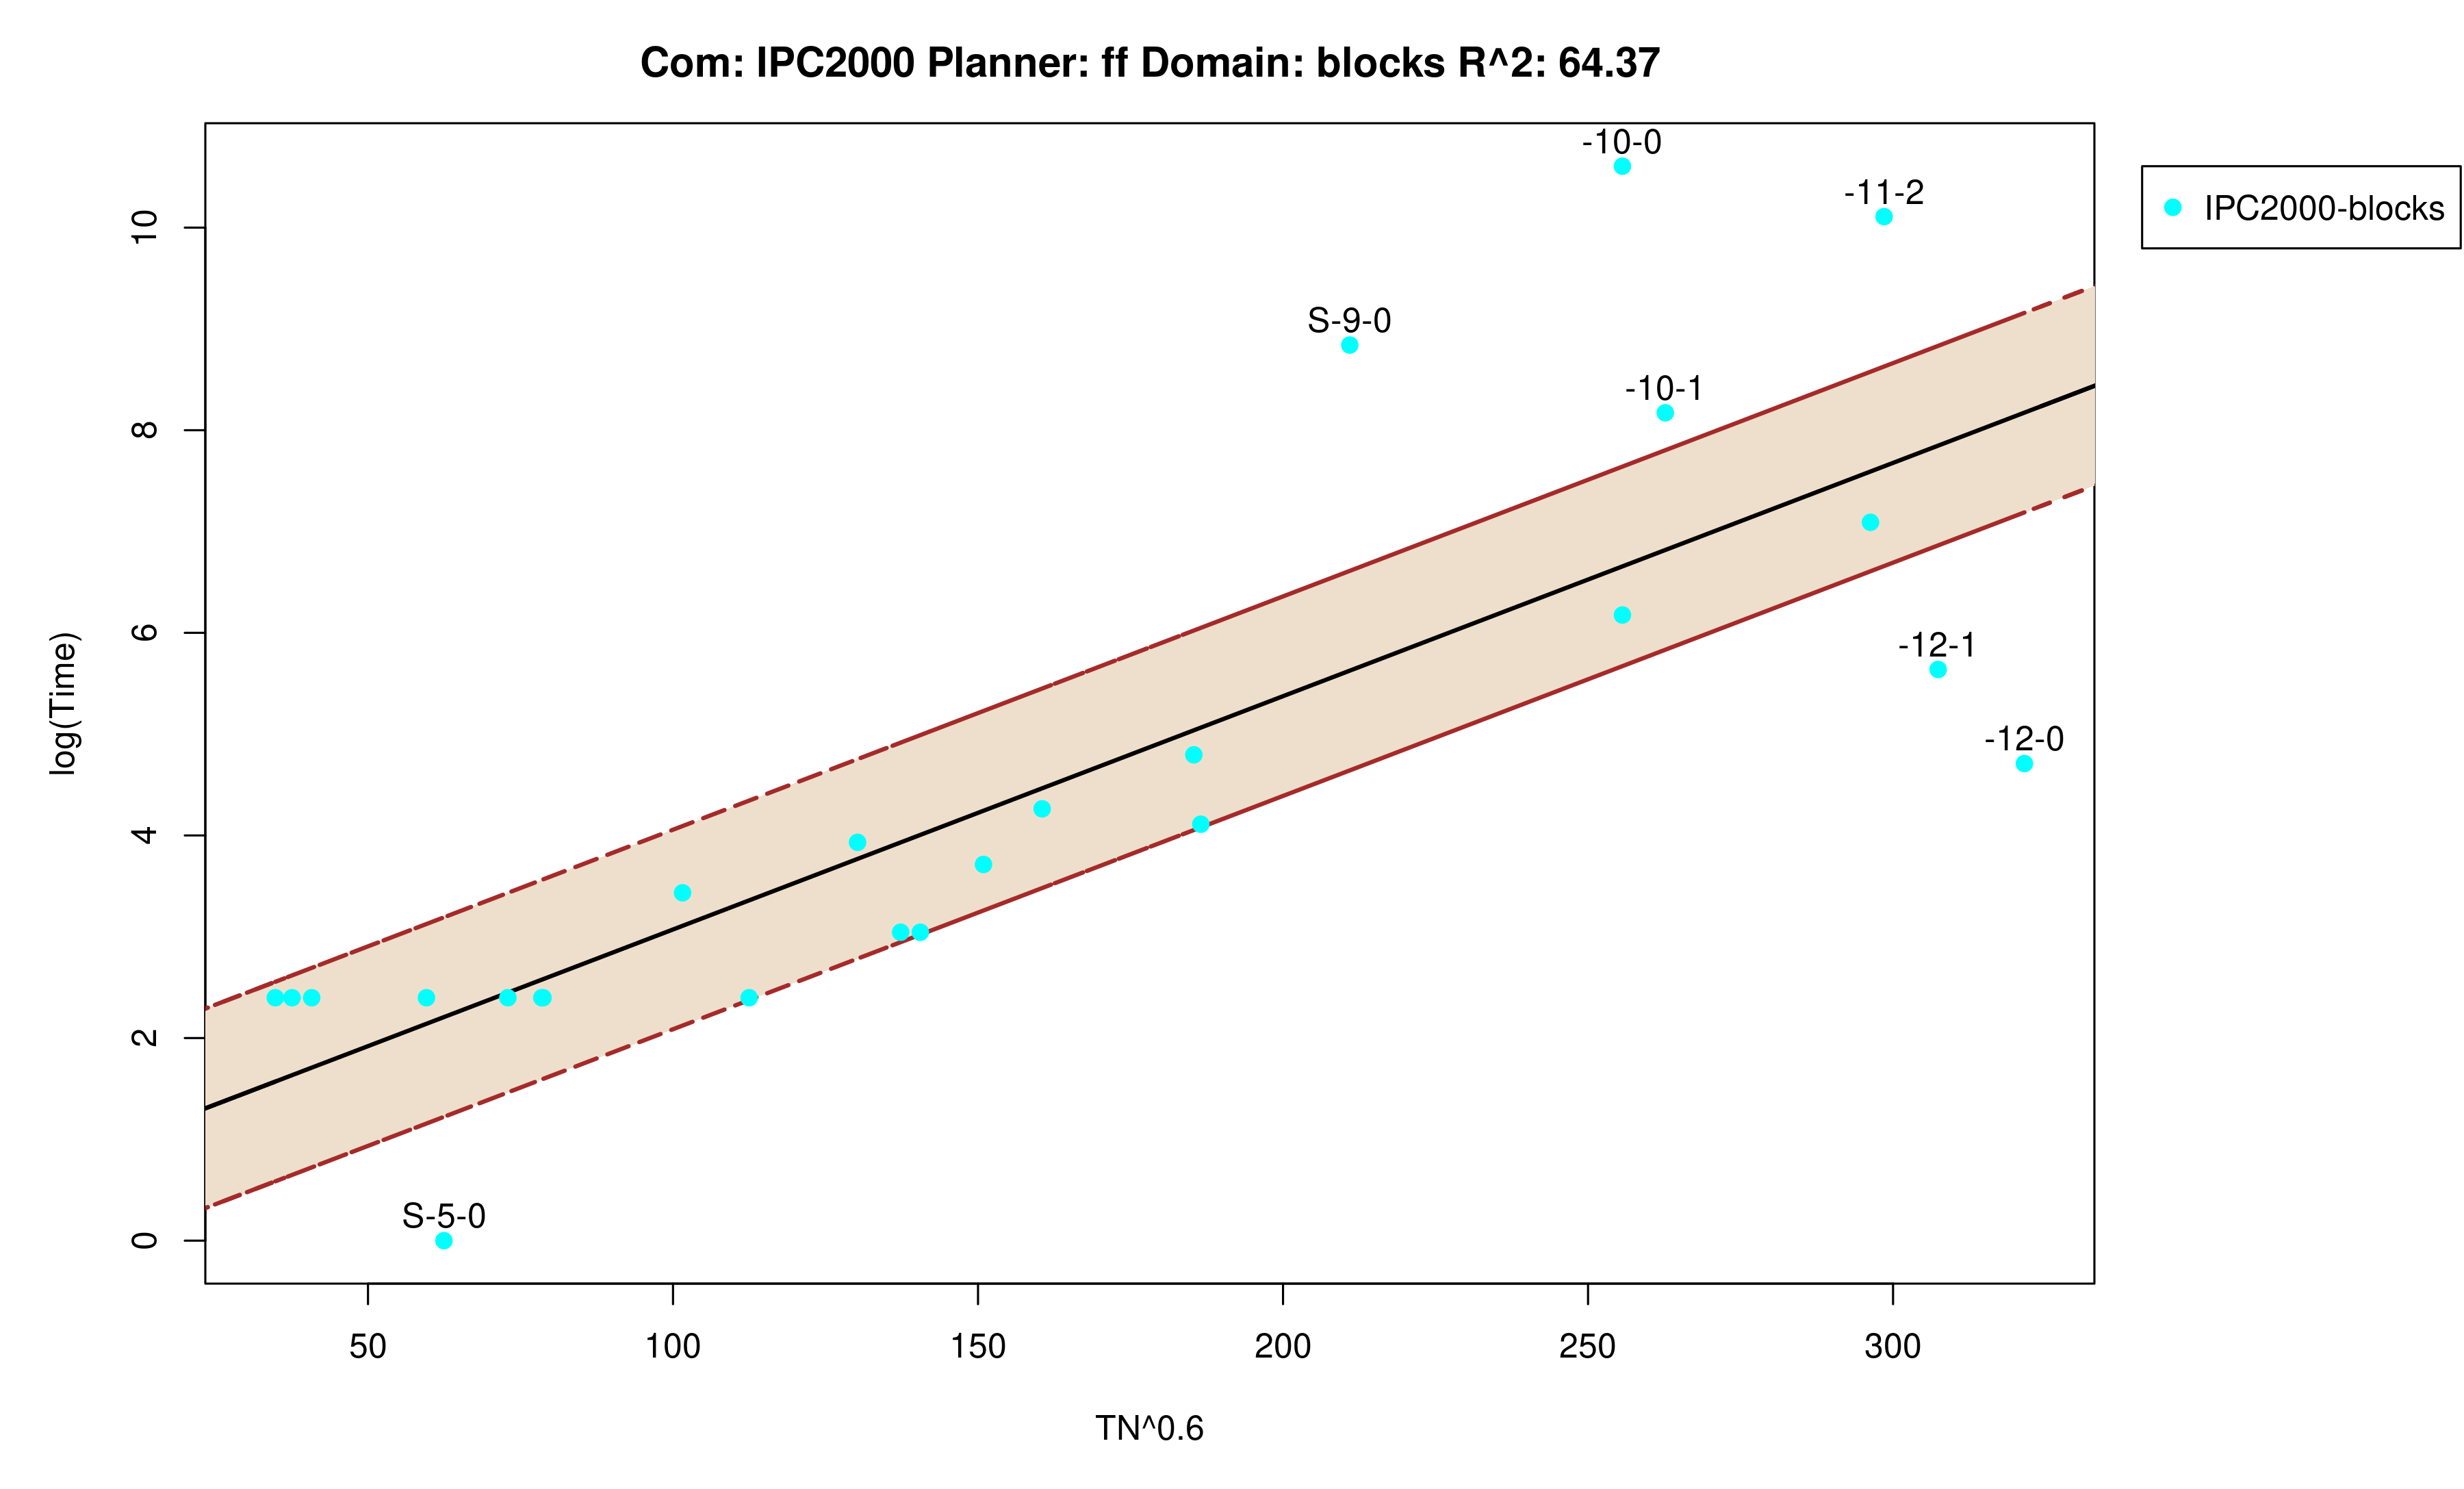 Com: IPC2000 Planner: ff Domain: blocks R^2: 64.37
-10-0
-11-2
IPC2000-blocks
S-9-0
-10-1
-12-1
-12-0
S-5-0
log(Time)
10
8
6
4
2
0
50 100 150 200 250 300
TN^0.6